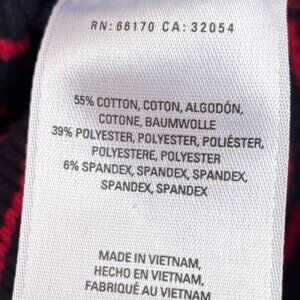 RN: 66170 CA: 32054
55% COTTON, COTON, ALGODÓN,
COTONE, BAUMWOLLE
39% POLYESTER, POLYESTER, POLIÉSTER,
POLYESTERE, POLYESTER
6% SPANDEX, SPANDEX, SPANDEX,
SPANDEX, SPANDEX
MADE IN VIETNAM,
HECHO EN VIETNAM,
FABRIQUÉ AU VIETNAM